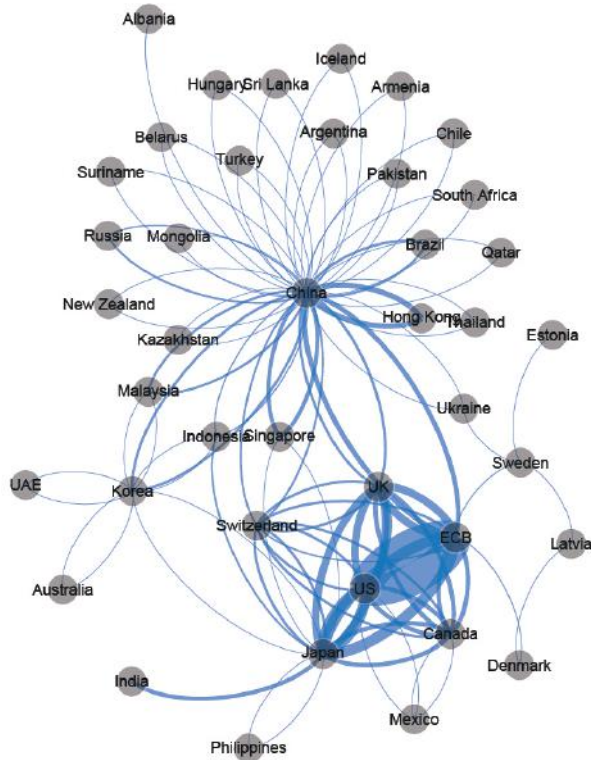 Albania
Iceland
Hungary
Sri Lanka
Armenia
Belarus
Argentina
Chile
Turkey
Suriname
Pakistan
South Africa
Russia
Mongolia
Brazil
Qatar
China
New Zealand
Hong Kong
Thailand
Kazakhstan
Estonia
Malaysia
Ukraine
Indonesia
Singapore
Sweden
UAE
Korea
UK
Switzerland
ECB
Latvia
Australia
US
Canada
Japan
Denmark
India
Mexico
Philippines